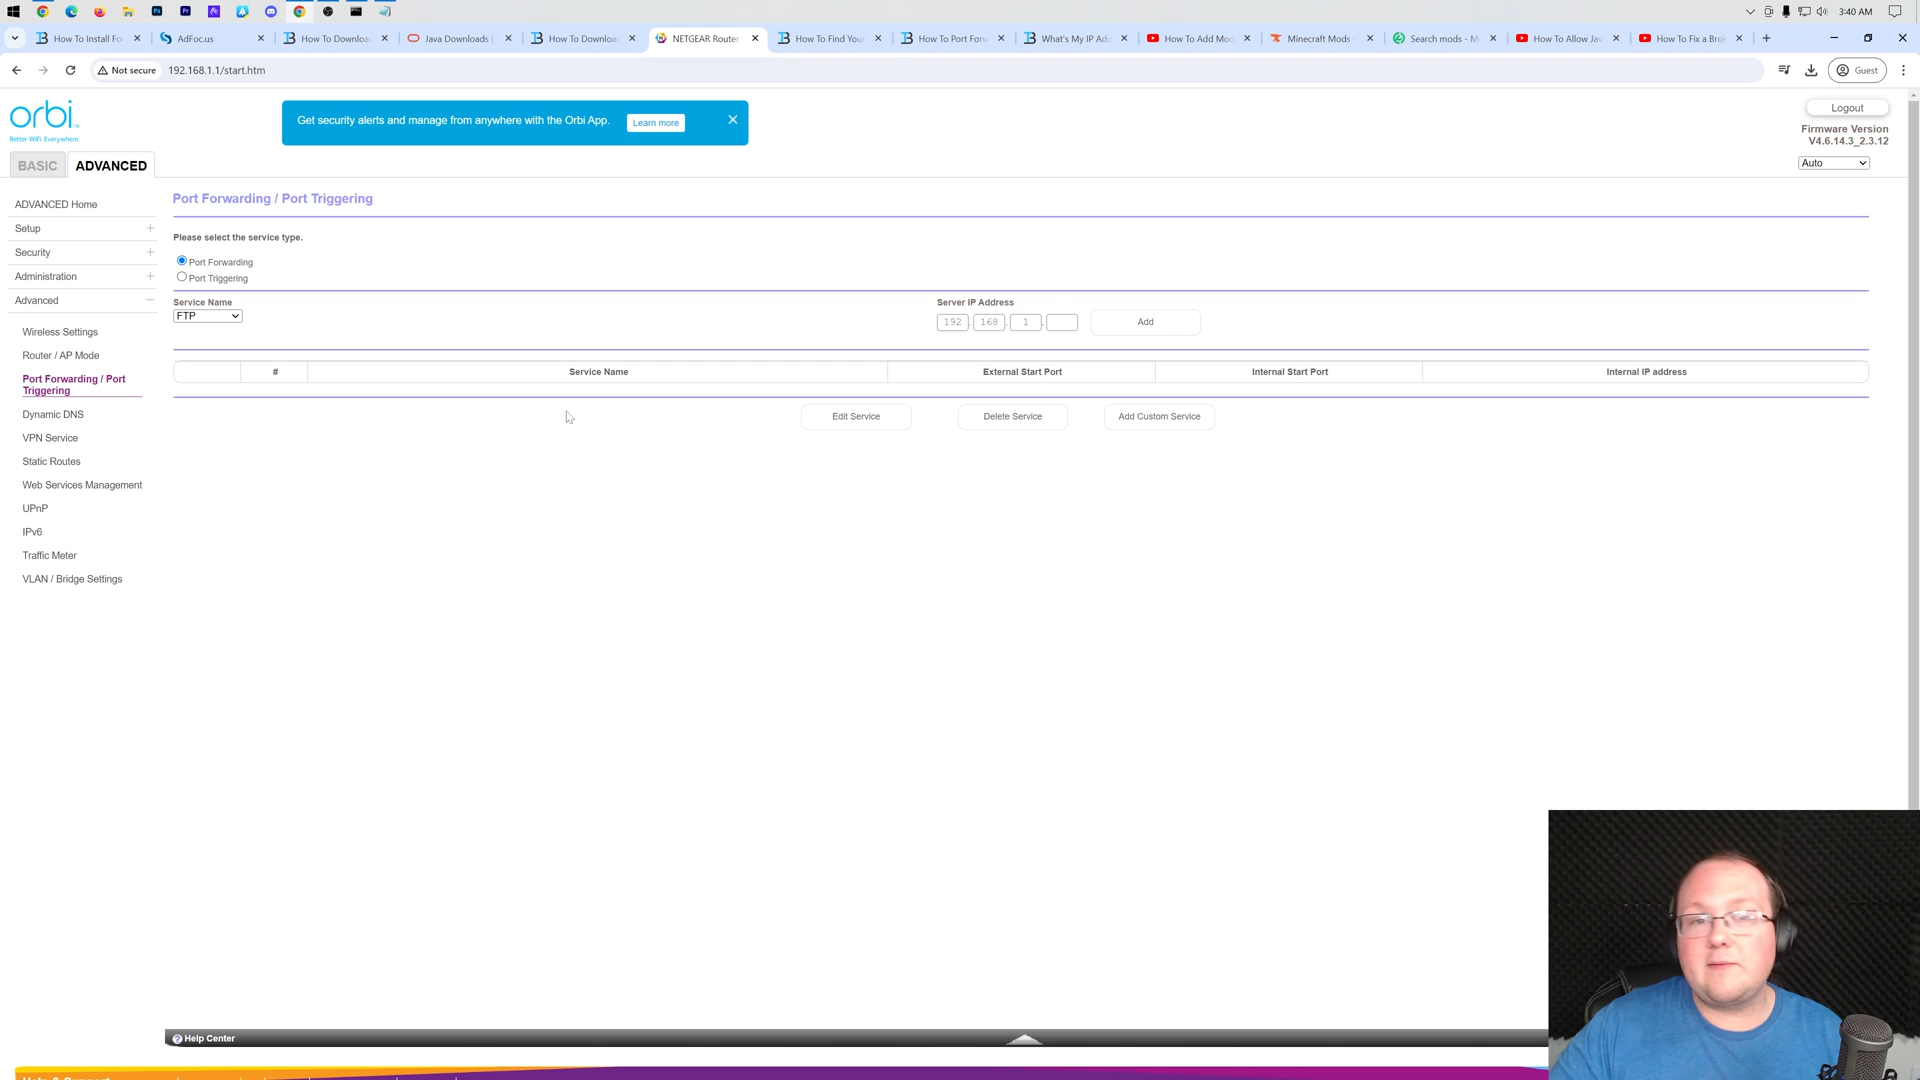 3:40 AM
How To Install Fo
AdFoc.us
How To Downloa
Java Downloads |
How To Downloa
NETGEAR Router
How To Find You
How To Port Forw
What's My IP Add
How To Add Mod
Minecraft Mods -
Search mods - M
How To Allow Jav
How To Fix a Brok
Not secure
192.168.1.1/start.htm
Guest
orbi
Better WiFi. Everywhere.
Get security alerts and manage from anywhere with the Orbi App.
Learn more
Logout
Firmware Version
V4.6.14.3_2.3.12
Auto
BASIC
ADVANCED
ADVANCED Home
Setup
Security
Administration
Advanced
Wireless Settings
Router / AP Mode
Port Forwarding / Port
Triggering
Dynamic DNS
VPN Service
Static Routes
Web Services Management
UPnP
IPv6
Traffic Meter
VLAN / Bridge Settings
Port Forwarding / Port Triggering
Please select the service type.
Port Forwarding
Port Triggering
Service Name
FTP
Server IP Address
192 . 168 . 1 .
Add
# Service Name External Start Port Internal Start Port Internal IP address
Edit Service
Delete Service
Add Custom Service
Help Center